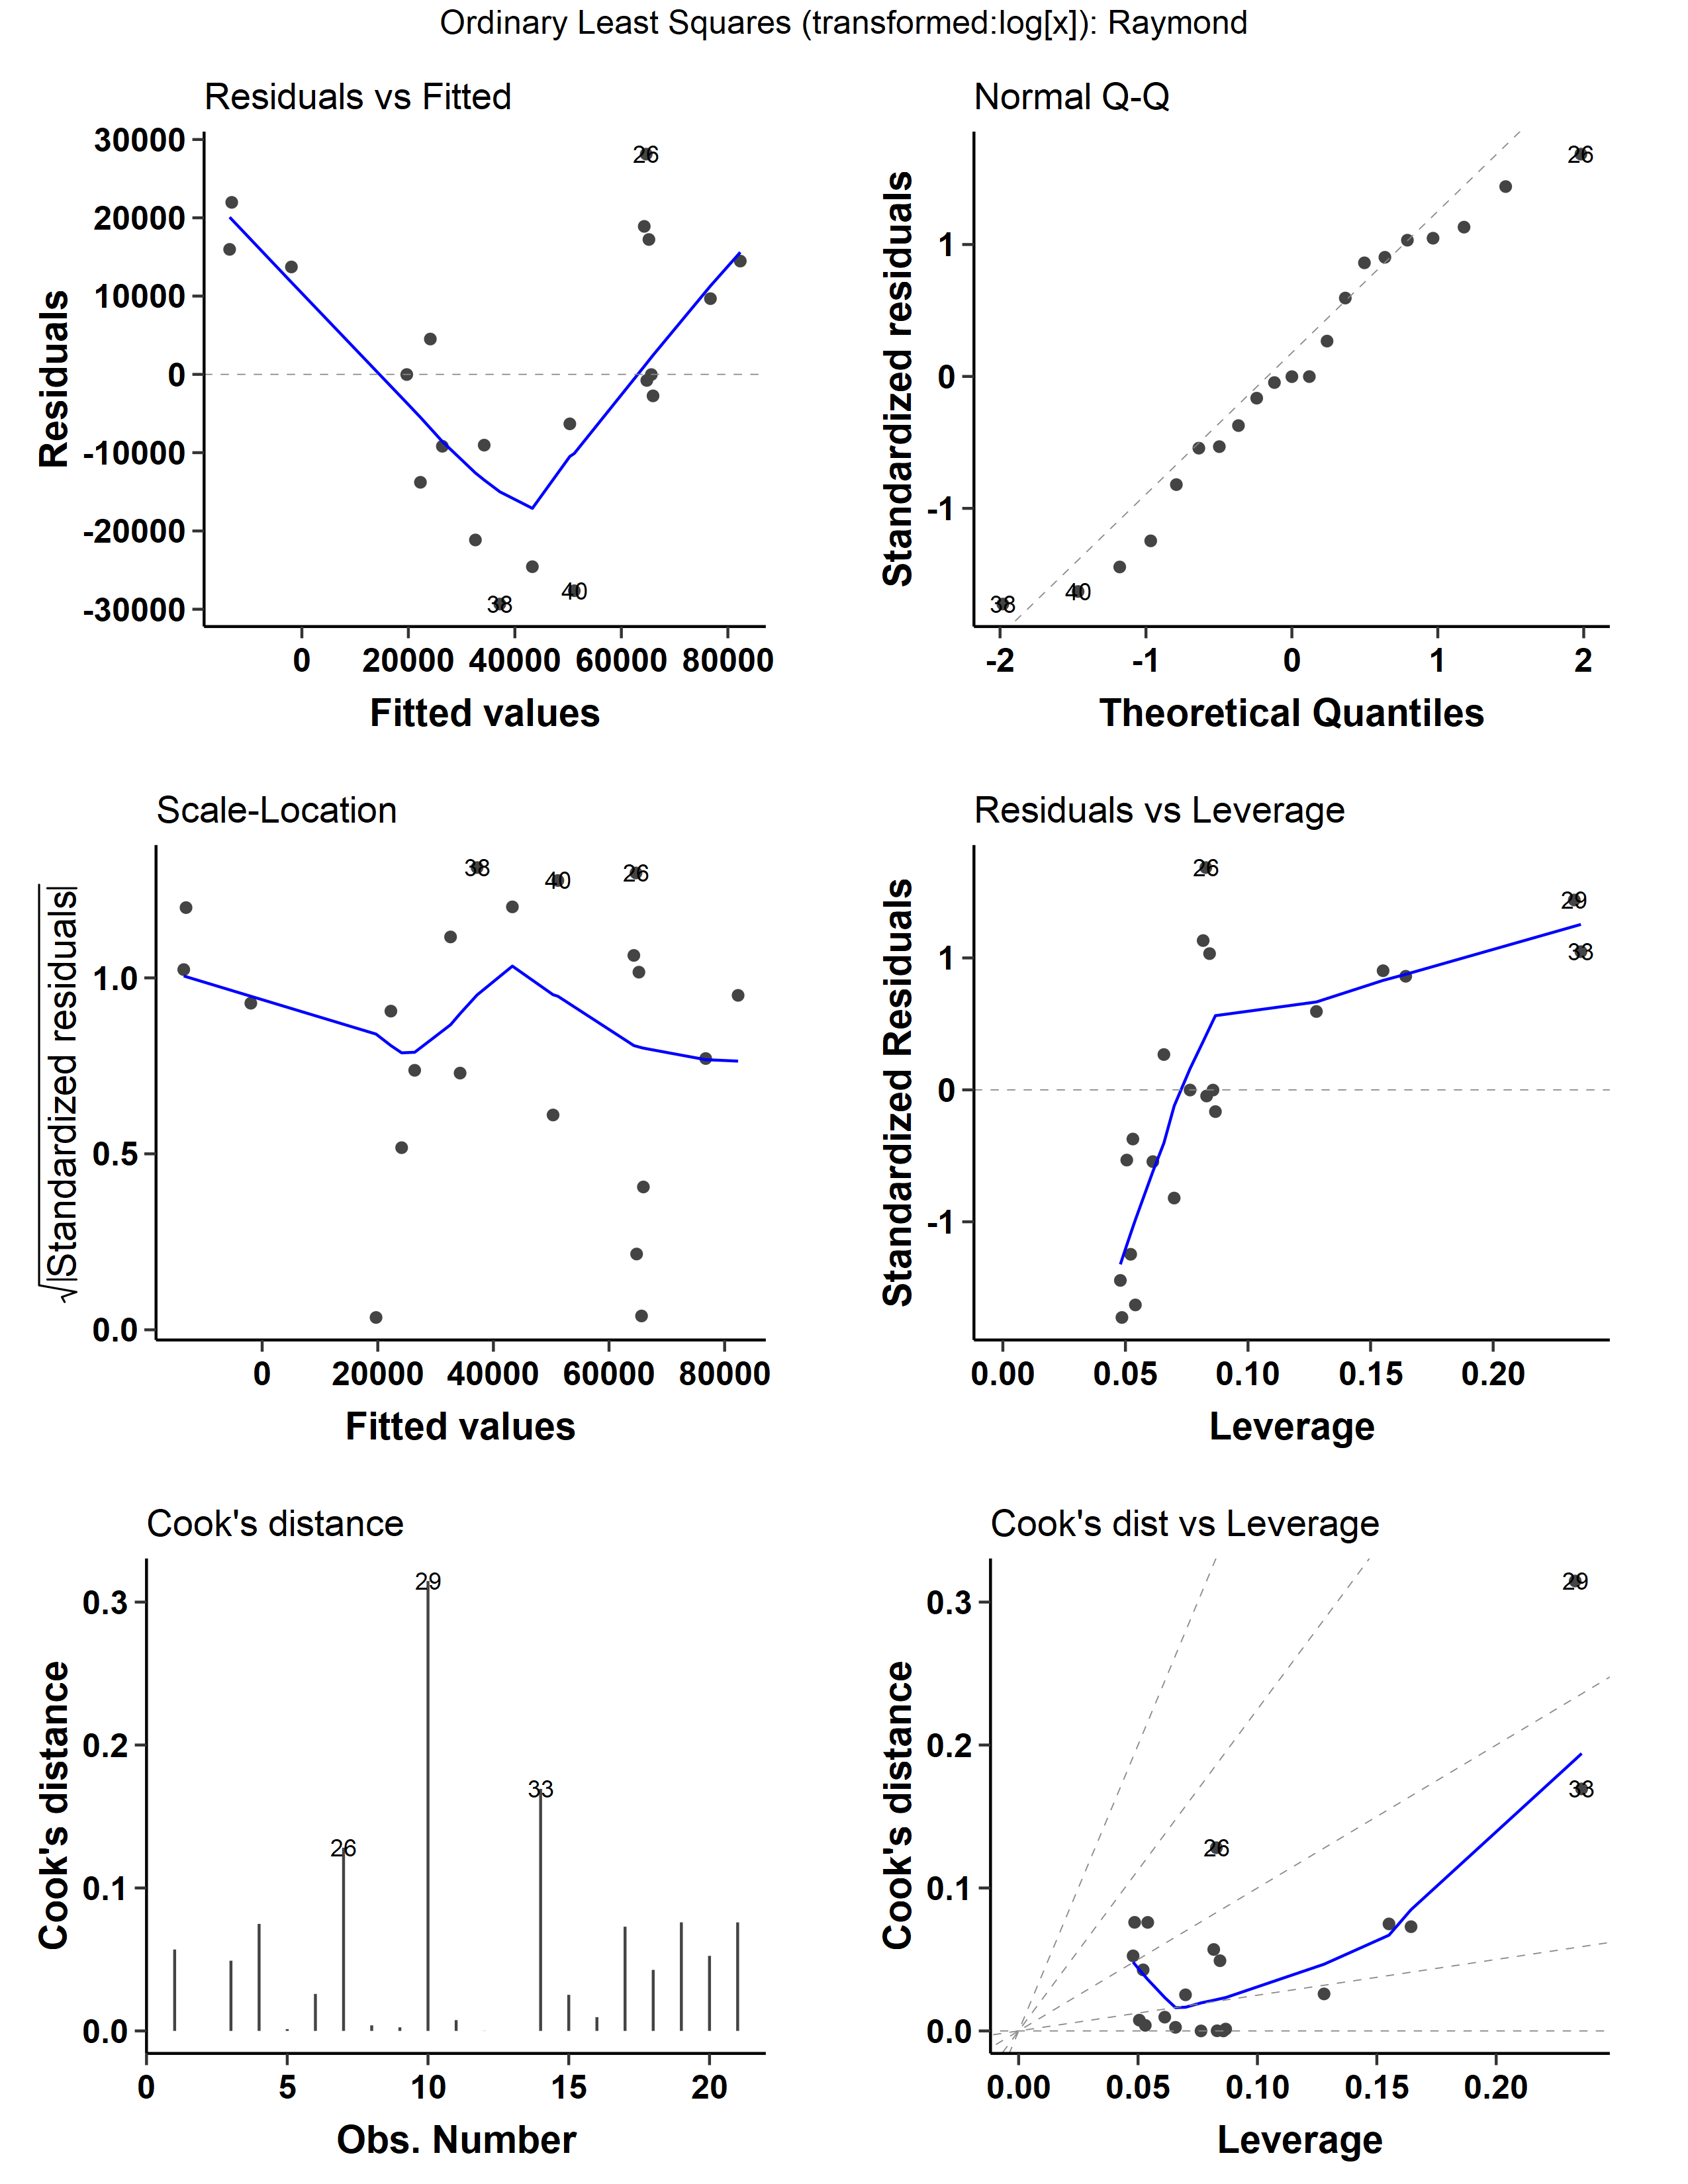 Ordinary Least Squares (transformed:log[x]): Raymond
Residuals vs Fitted
30000
20000
10000
0
-10000
-20000
-30000
Residuals
26
38
40
0 20000 40000 60000 80000
Fitted values
Normal Q-Q
1
0
-1
Standardized residuals
26
38
40
-2 -1 0 1 2
Theoretical Quantiles
Scale-Location
1.0
0.5
0.0
√|Standardized residuals|
38
40
26
0 20000 40000 60000 80000
Fitted values
Residuals vs Leverage
1
0
-1
Standardized Residuals
26
29
33
0.00 0.05 0.10 0.15 0.20
Leverage
Cook's distance
0.3
0.2
0.1
0.0
Cook's distance
26
29
33
0 5 10 15 20
Obs. Number
Cook's dist vs Leverage
0.3
0.2
0.1
0.0
Cook's distance
29
33
26
0.00 0.05 0.10 0.15 0.20
Leverage